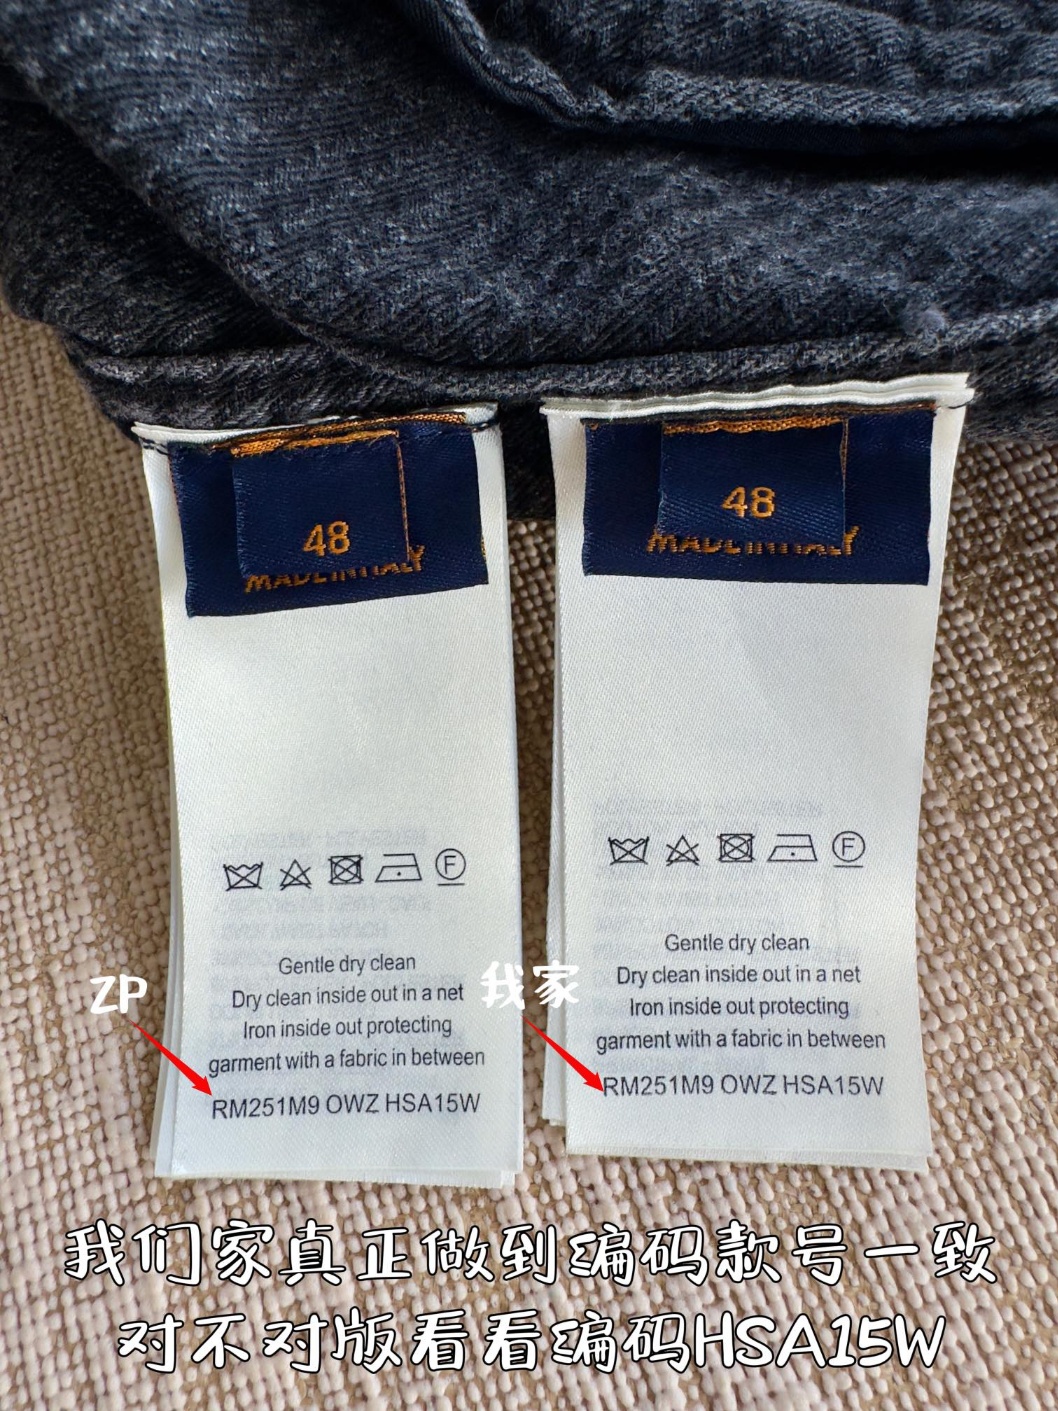 48
MADE IN ITALY
Gentle dry clean
Dry clean inside out in a net
Iron inside out protecting
garment with a fabric in between
RM251M9 OWZ HSA15W
48
MADE IN ITALY
F
Gentle dry clean
Dry clean inside out in a net
Iron inside out protecting
garment with a fabric in between
RM251M9 OWZ HSA15W
F
ZP
我家
我们家真正做到编码款号一致
对不对版看看编码HSA15W